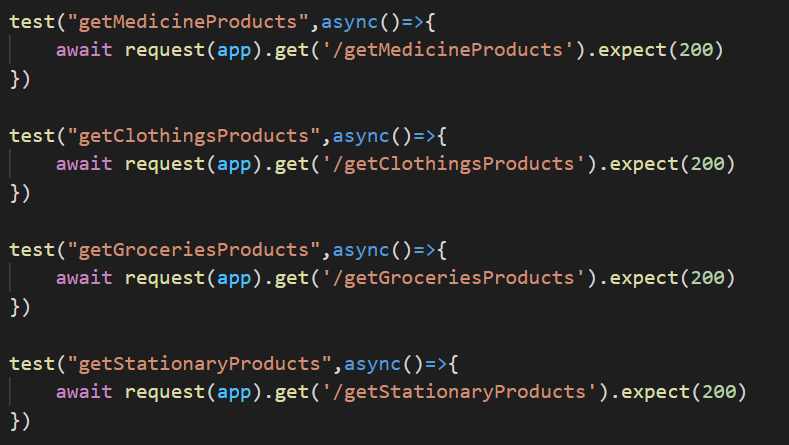 test("getMedicineProducts",async()=>{
    await request(app).get('/getMedicineProducts').expect(200)
})

test("getClothingsProducts",async()=>{
    await request(app).get('/getClothingsProducts').expect(200)
})

test("getGroceriesProducts",async()=>{
    await request(app).get('/getGroceriesProducts').expect(200)
})

test("getStationaryProducts",async()=>{
    await request(app).get('/getStationaryProducts').expect(200)
})